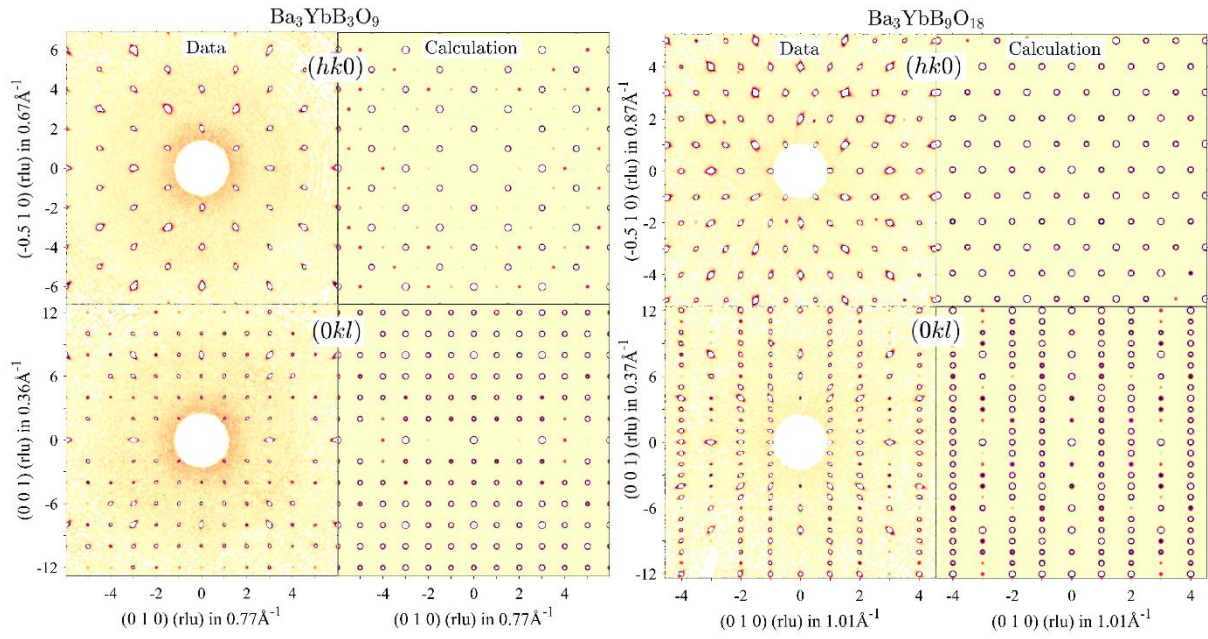 Ba₃YbB₃O₉
Ba₃YbB₉O₁₈
Data
Calculation
(hk0)
Data
Calculation
(hk0)
(-0.5 1 0) (rlu) in 0.67Å⁻¹
6
4
2
0
-2
-4
-6
(-0.5 1 0) (rlu) in 0.87Å⁻¹
4
2
0
-2
-4
(0kl)
(0kl)
(0 0 1) (rlu) in 0.36Å⁻¹
12
6
0
-6
-12
(0 0 1) (rlu) in 0.37Å⁻¹
12
6
0
-6
-12
-4 -2 0 2 4
-4 -2 0 2 4
-4 -2 0 2 4
-4 -2 0 2 4
(0 1 0) (rlu) in 0.77Å⁻¹
(0 1 0) (rlu) in 0.77Å⁻¹
(0 1 0) (rlu) in 1.01Å⁻¹
(0 1 0) (rlu) in 1.01Å⁻¹